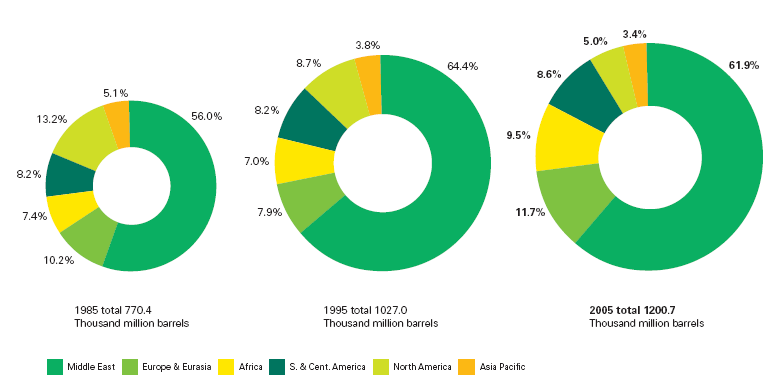 5.1%
13.2%
56.0%
8.2%
7.4%
10.2%
1985 total 770.4
Thousand million barrels
3.8%
8.7%
64.4%
8.2%
7.0%
7.9%
1995 total 1027.0
Thousand million barrels
3.4%
5.0%
61.9%
8.6%
9.5%
11.7%
2005 total 1200.7
Thousand million barrels
Middle East Europe & Eurasia Africa S. & Cent. America North America Asia Pacific